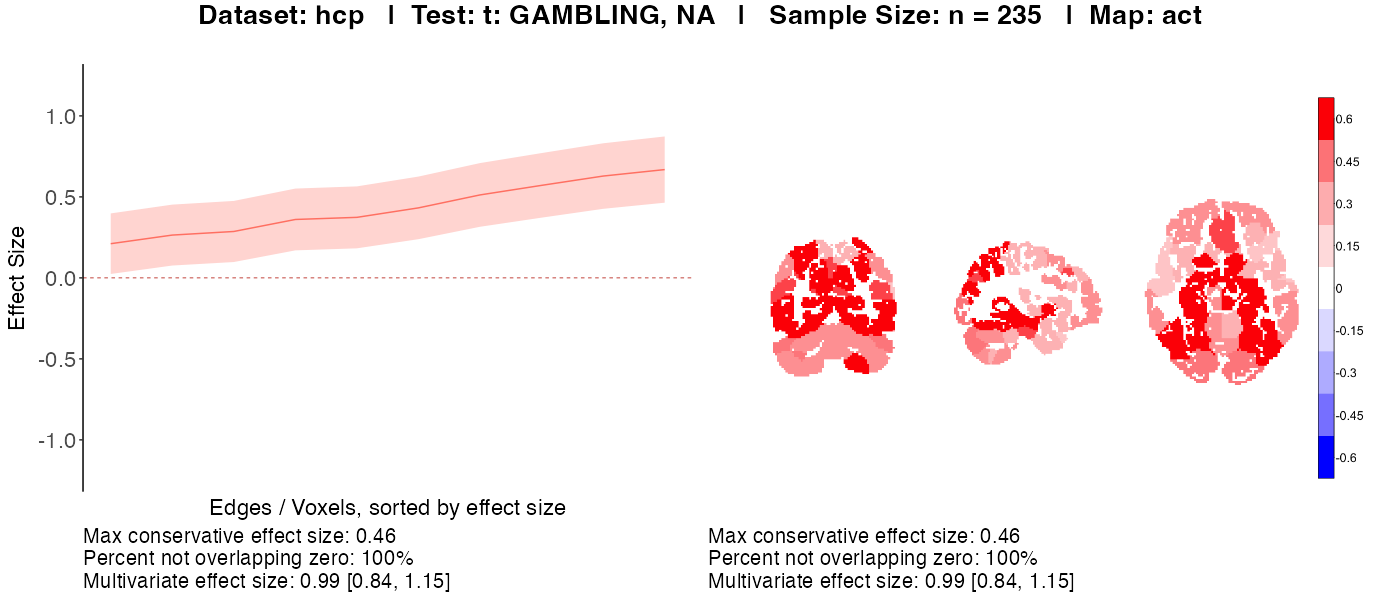 Dataset: hcp | Test: t: GAMBLING, NA | Sample Size: n = 235 | Map: act
1.0
0.5
0.0
-0.5
-1.0
Effect Size
Edges / Voxels, sorted by effect size
Max conservative effect size: 0.46
Percent not overlapping zero: 100%
Multivariate effect size: 0.99 [0.84, 1.15]
0.6
0.45
0.3
0.15
0
-0.15
-0.3
-0.45
-0.6
Max conservative effect size: 0.46
Percent not overlapping zero: 100%
Multivariate effect size: 0.99 [0.84, 1.15]